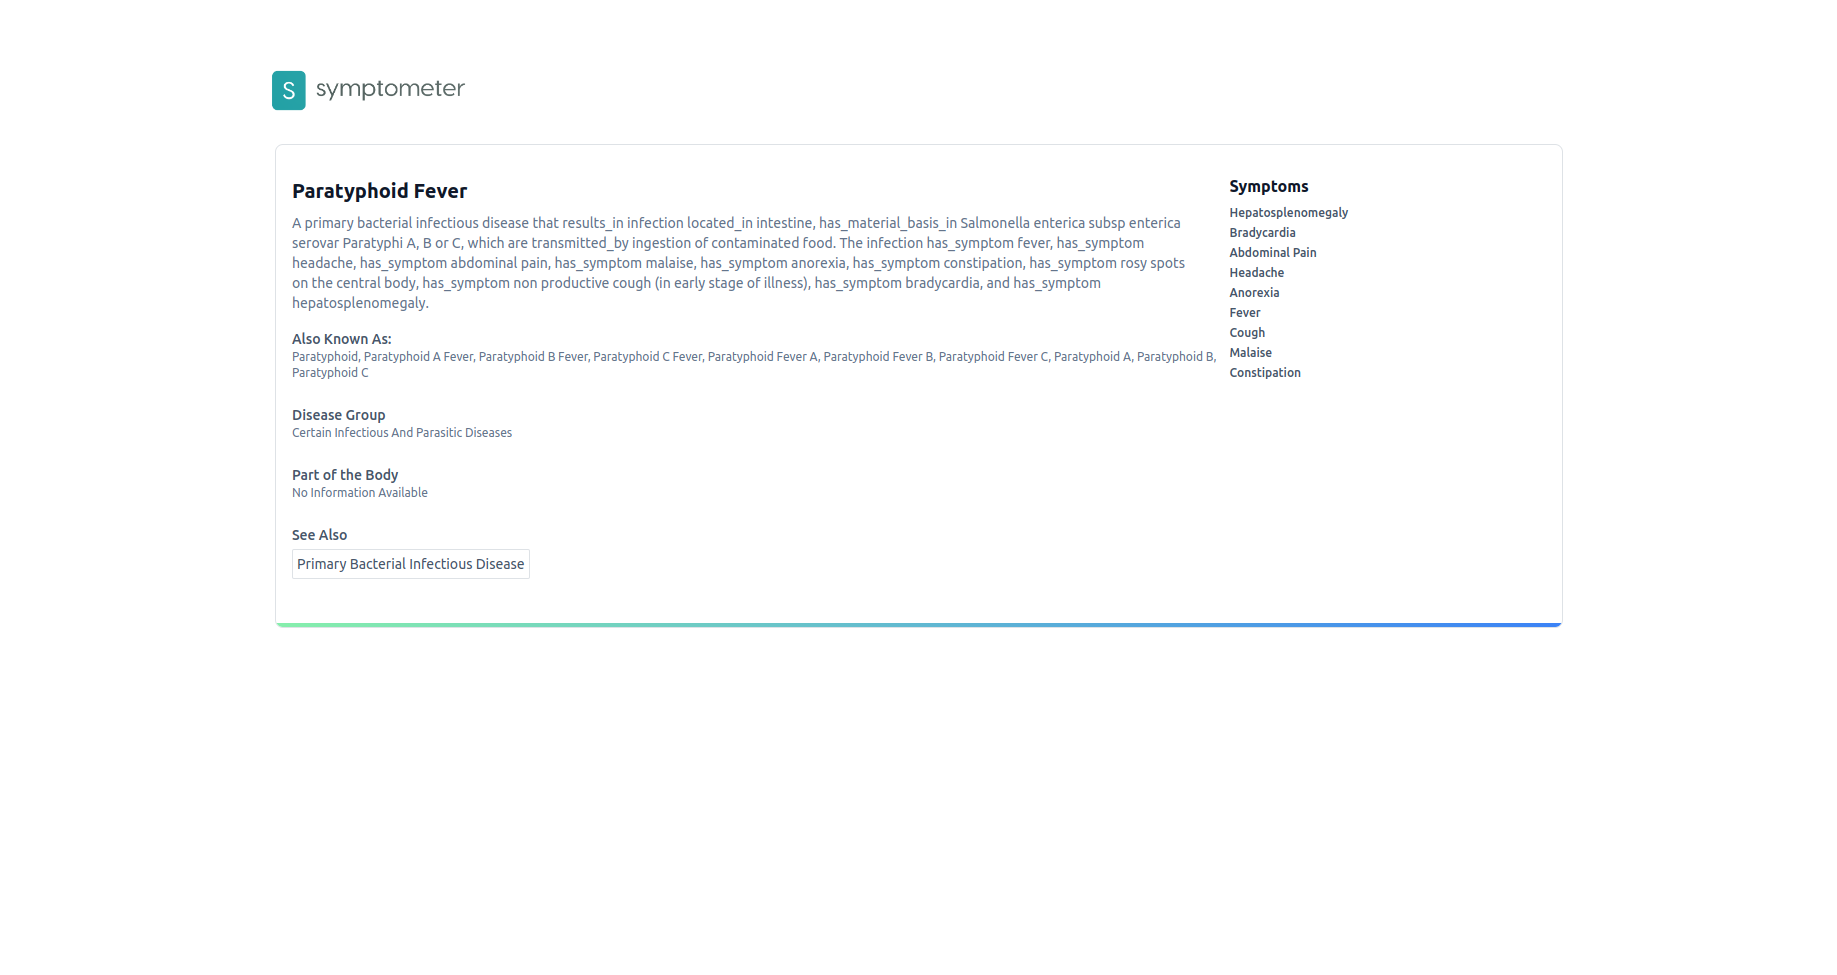 S symptometer
Paratyphoid Fever
A primary bacterial infectious disease that results_in infection located_in intestine, has_material_basis_in Salmonella enterica subsp enterica
serovar Paratyphi A, B or C, which are transmitted_by ingestion of contaminated food. The infection has_symptom fever, has_symptom
headache, has_symptom abdominal pain, has_symptom malaise, has_symptom anorexia, has_symptom constipation, has_symptom rosy spots
on the central body, has_symptom non productive cough (in early stage of illness), has_symptom bradycardia, and has_symptom
hepatosplenomegaly.
Also Known As:
Paratyphoid, Paratyphoid A Fever, Paratyphoid B Fever, Paratyphoid C Fever, Paratyphoid Fever A, Paratyphoid Fever B, Paratyphoid Fever C, Paratyphoid A, Paratyphoid B,
Paratyphoid C
Disease Group
Certain Infectious And Parasitic Diseases
Part of the Body
No Information Available
See Also
Primary Bacterial Infectious Disease
Symptoms
Hepatosplenomegaly
Bradycardia
Abdominal Pain
Headache
Anorexia
Fever
Cough
Malaise
Constipation